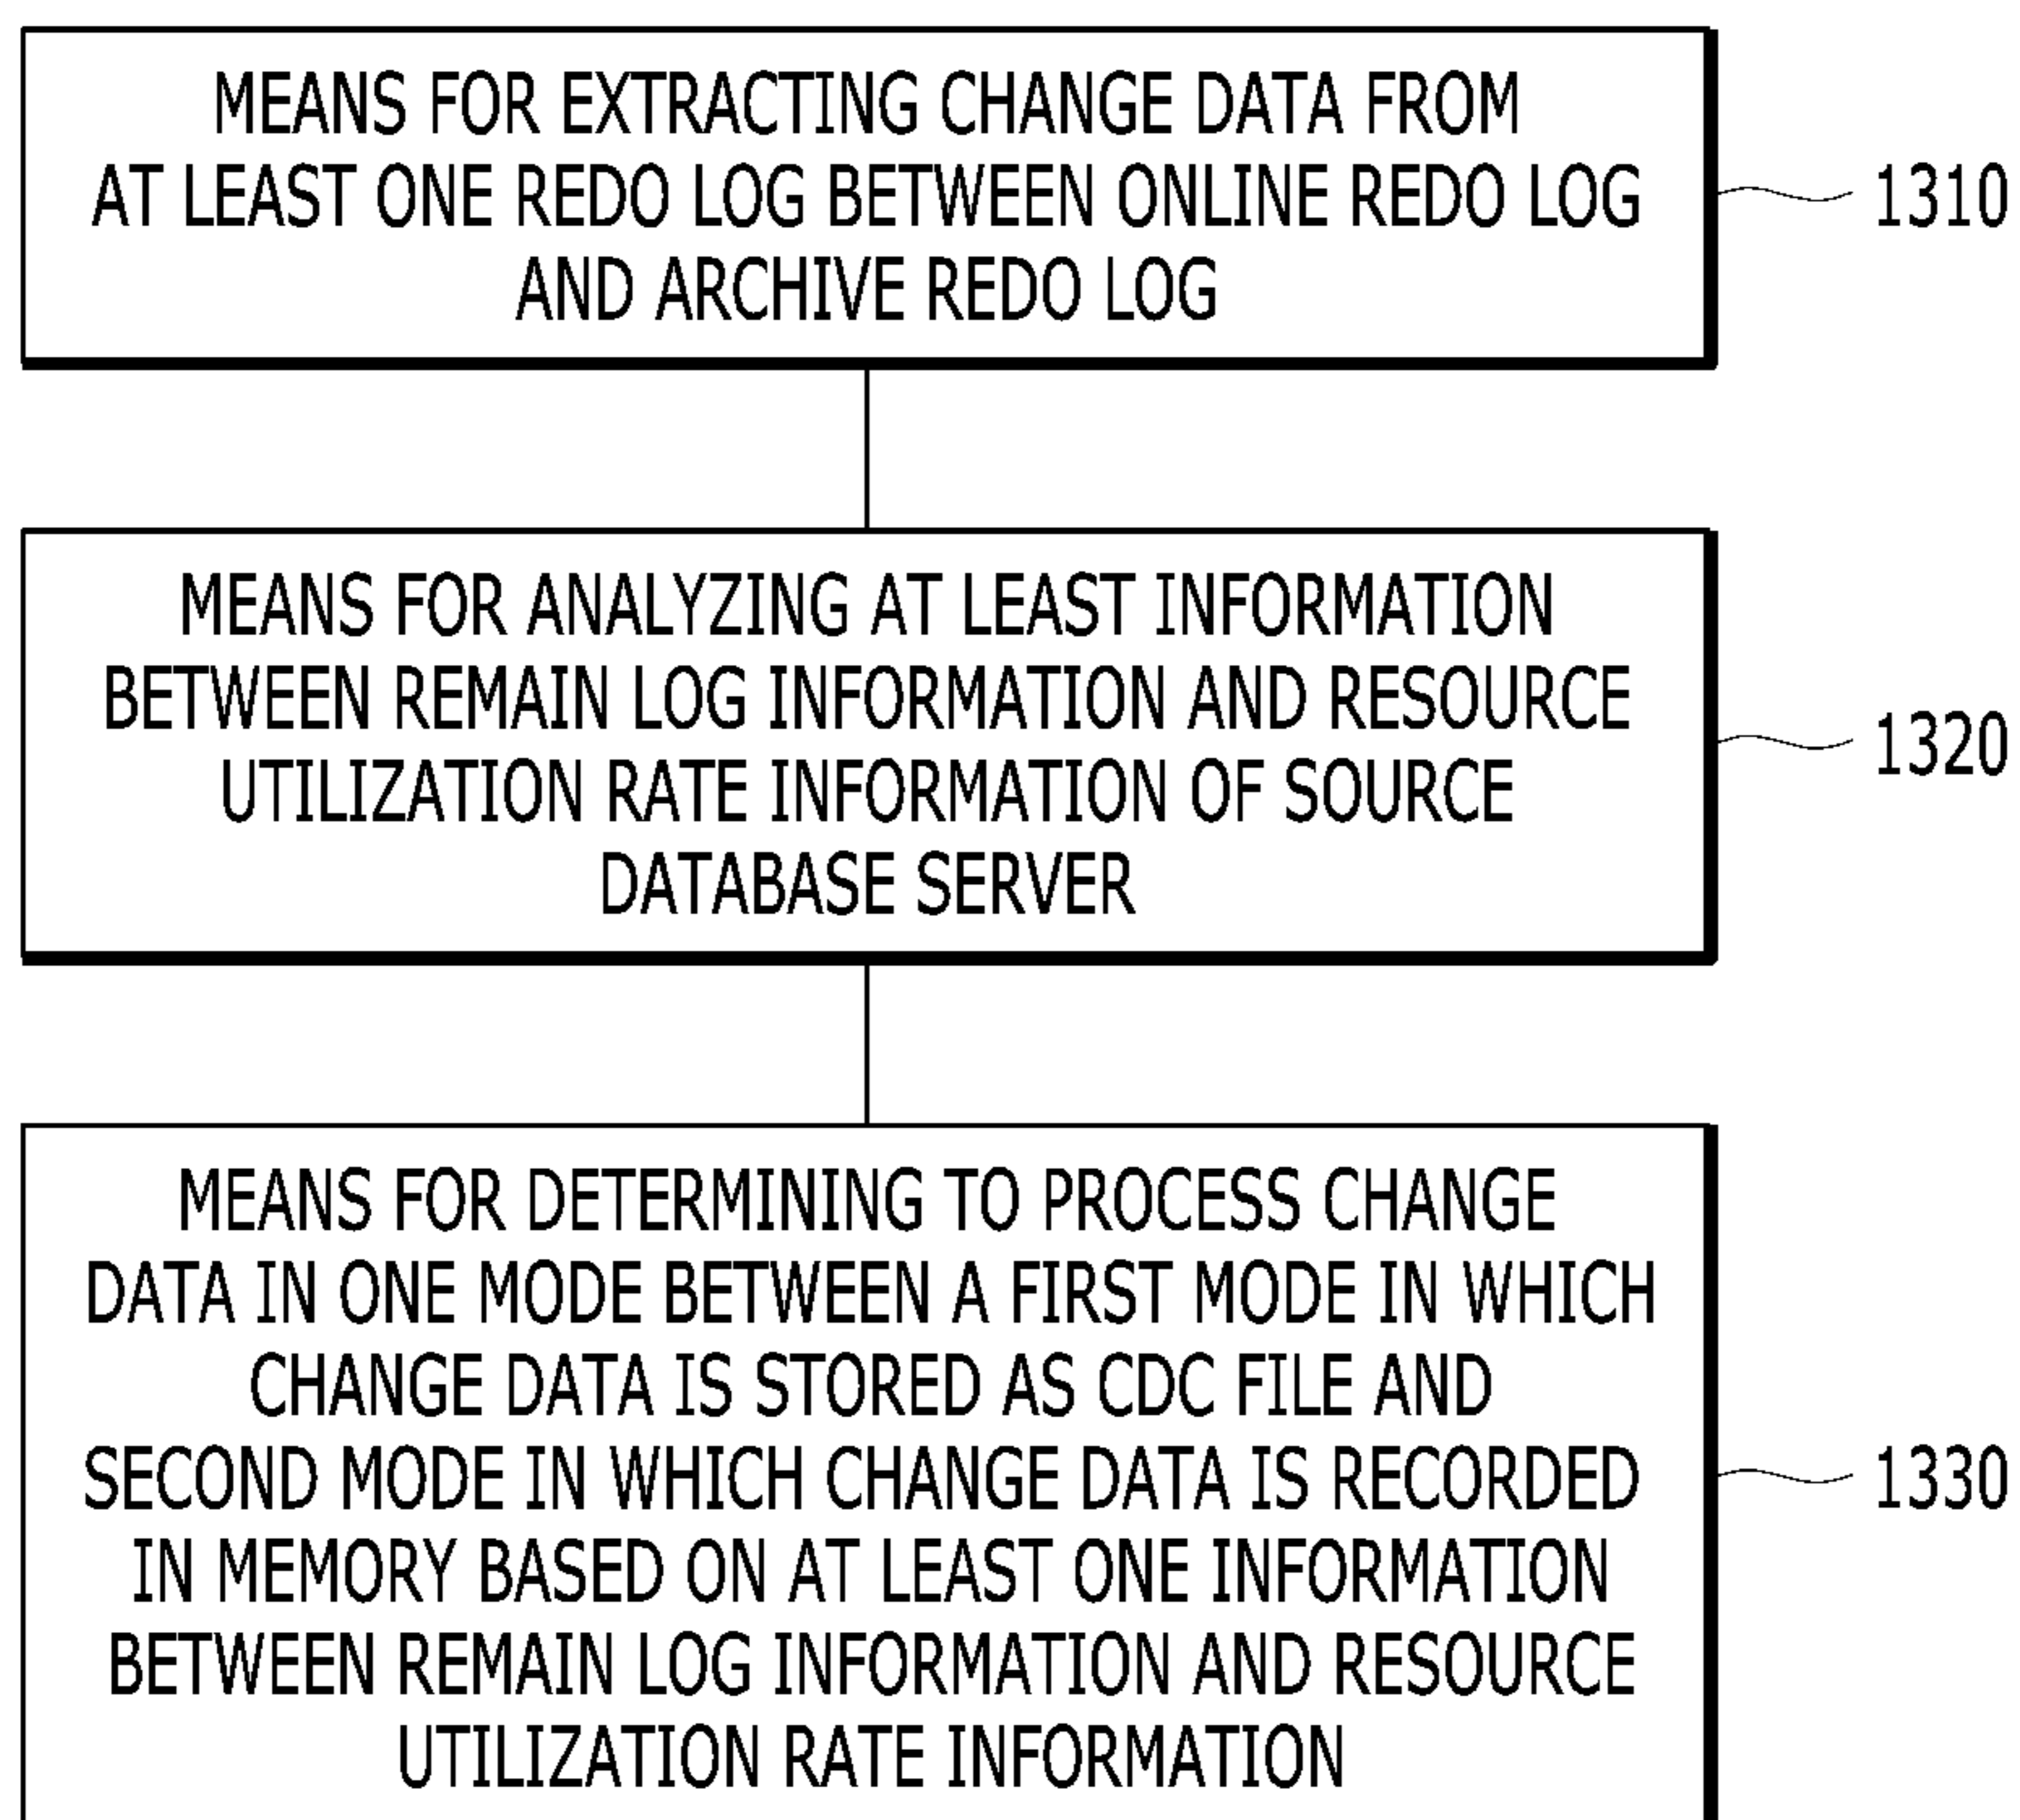 MEANS FOR EXTRACTING CHANGE DATA FROM
AT LEAST ONE REDO LOG BETWEEN ONLINE REDO LOG
AND ARCHIVE REDO LOG
1310
MEANS FOR ANALYZING AT LEAST INFORMATION
BETWEEN REMAIN LOG INFORMATION AND RESOURCE
UTILIZATION RATE INFORMATION OF SOURCE
DATABASE SERVER
1320
MEANS FOR DETERMINING TO PROCESS CHANGE
DATA IN ONE MODE BETWEEN A FIRST MODE IN WHICH
CHANGE DATA IS STORED AS CDC FILE AND
SECOND MODE IN WHICH CHANGE DATA IS RECORDED
IN MEMORY BASED ON AT LEAST ONE INFORMATION
BETWEEN REMAIN LOG INFORMATION AND RESOURCE
UTILIZATION RATE INFORMATION
1330